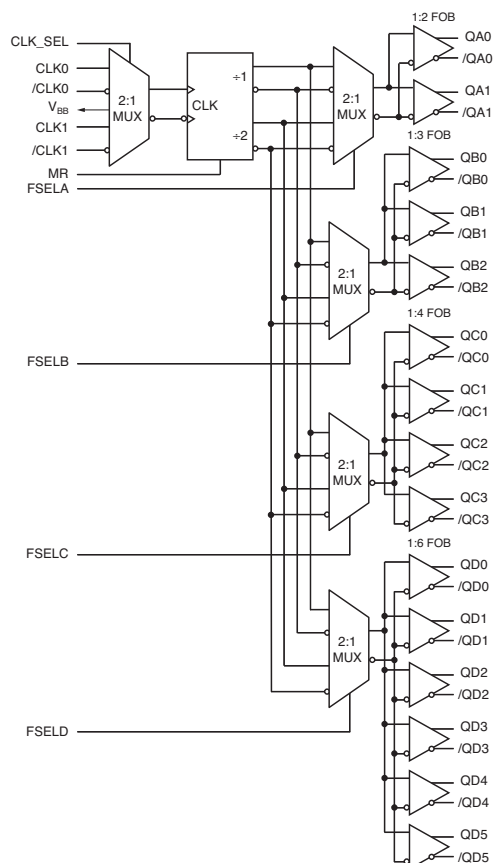 1:2 FOB
QA0
/QA0
QA1
/QA1
CLK_SEL
CLK0
/CLK0
VBB
CLK1
/CLK1
2:1
MUX
CLK
÷1
÷2
2:1
MUX
MR
FSELA
1:3 FOB
QB0
/QB0
QB1
/QB1
QB2
/QB2
2:1
MUX
FSELB
1:4 FOB
QC0
/QC0
QC1
/QC1
QC2
/QC2
QC3
/QC3
2:1
MUX
FSELC
1:6 FOB
QD0
/QD0
QD1
/QD1
QD2
/QD2
QD3
/QD3
QD4
/QD4
QD5
/QD5
2:1
MUX
FSELD